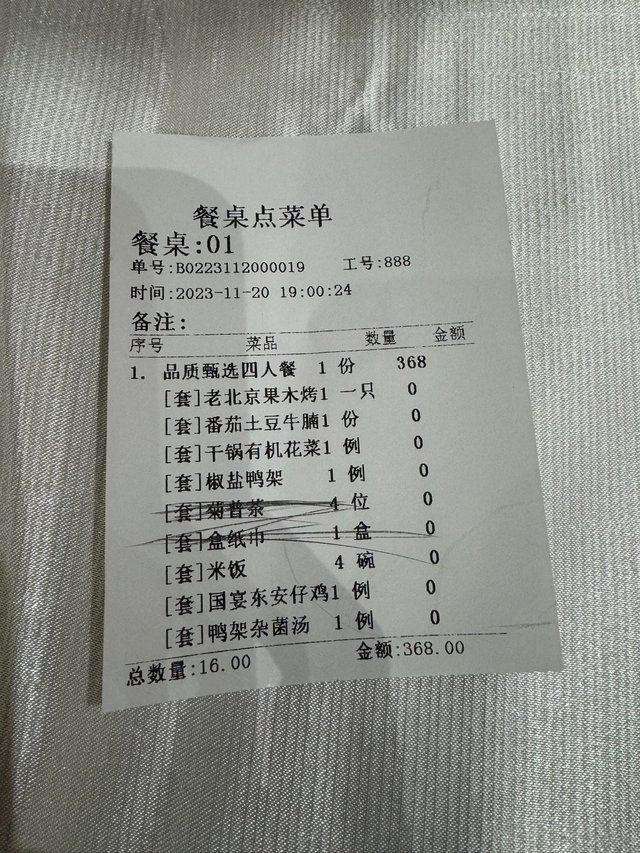 餐桌点菜单
餐桌:01
单号:B0223112000019 工号:888
时间:2023-11-20 19:00:24
备注:
序号 菜品 数量 金额
1. 品质甄选四人餐 1 份 368
[套]老北京果木烤1 一只 0
[套]番茄土豆牛腩1 份 0
[套]干锅有机花菜1 例 0
[套]椒盐鸭架 1 例 0
[套]菊普茶 4 位 0
[套]盒纸巾 1 盒 0
[套]米饭 4 碗 0
[套]国宴东安仔鸡1 例 0
[套]鸭架杂菌汤 1 例 0
总数量:16.00 金额:368.00